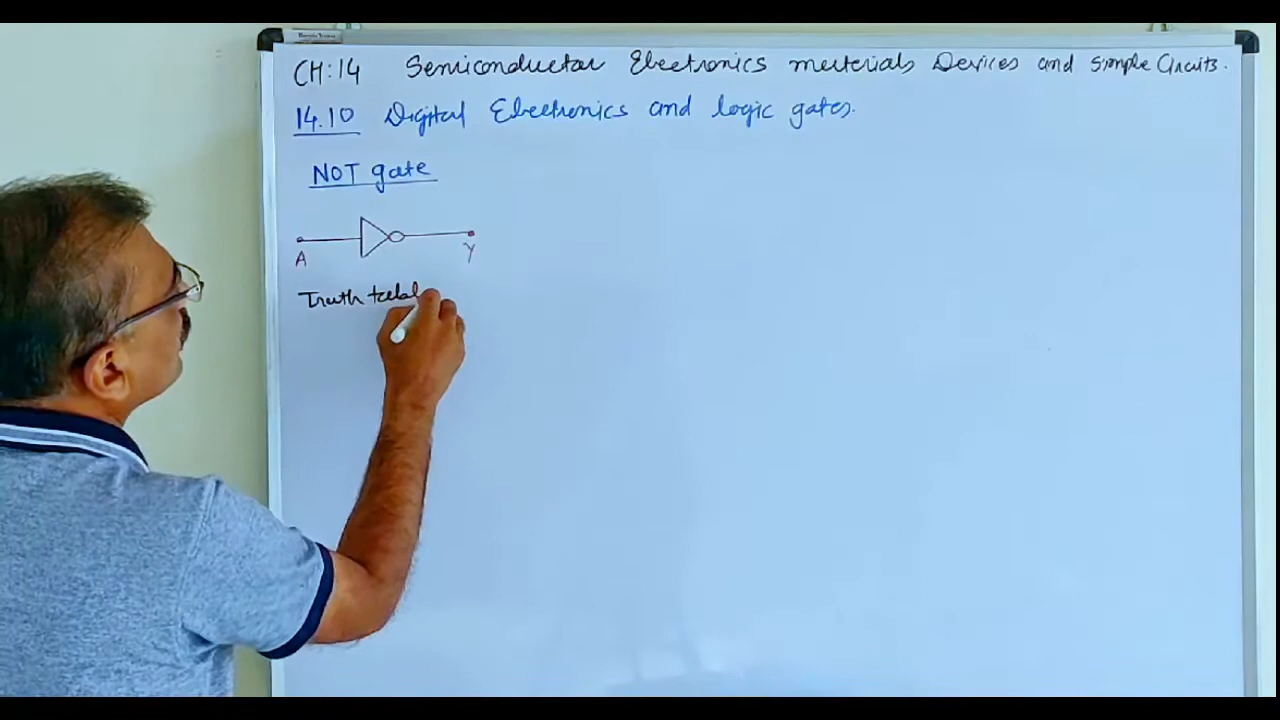 CH:14 Semiconductor Electronics materials Devices and simple Circuits.
14.10 Digital Electronics and logic gates.
NOT gate
A Y
Truth tabl